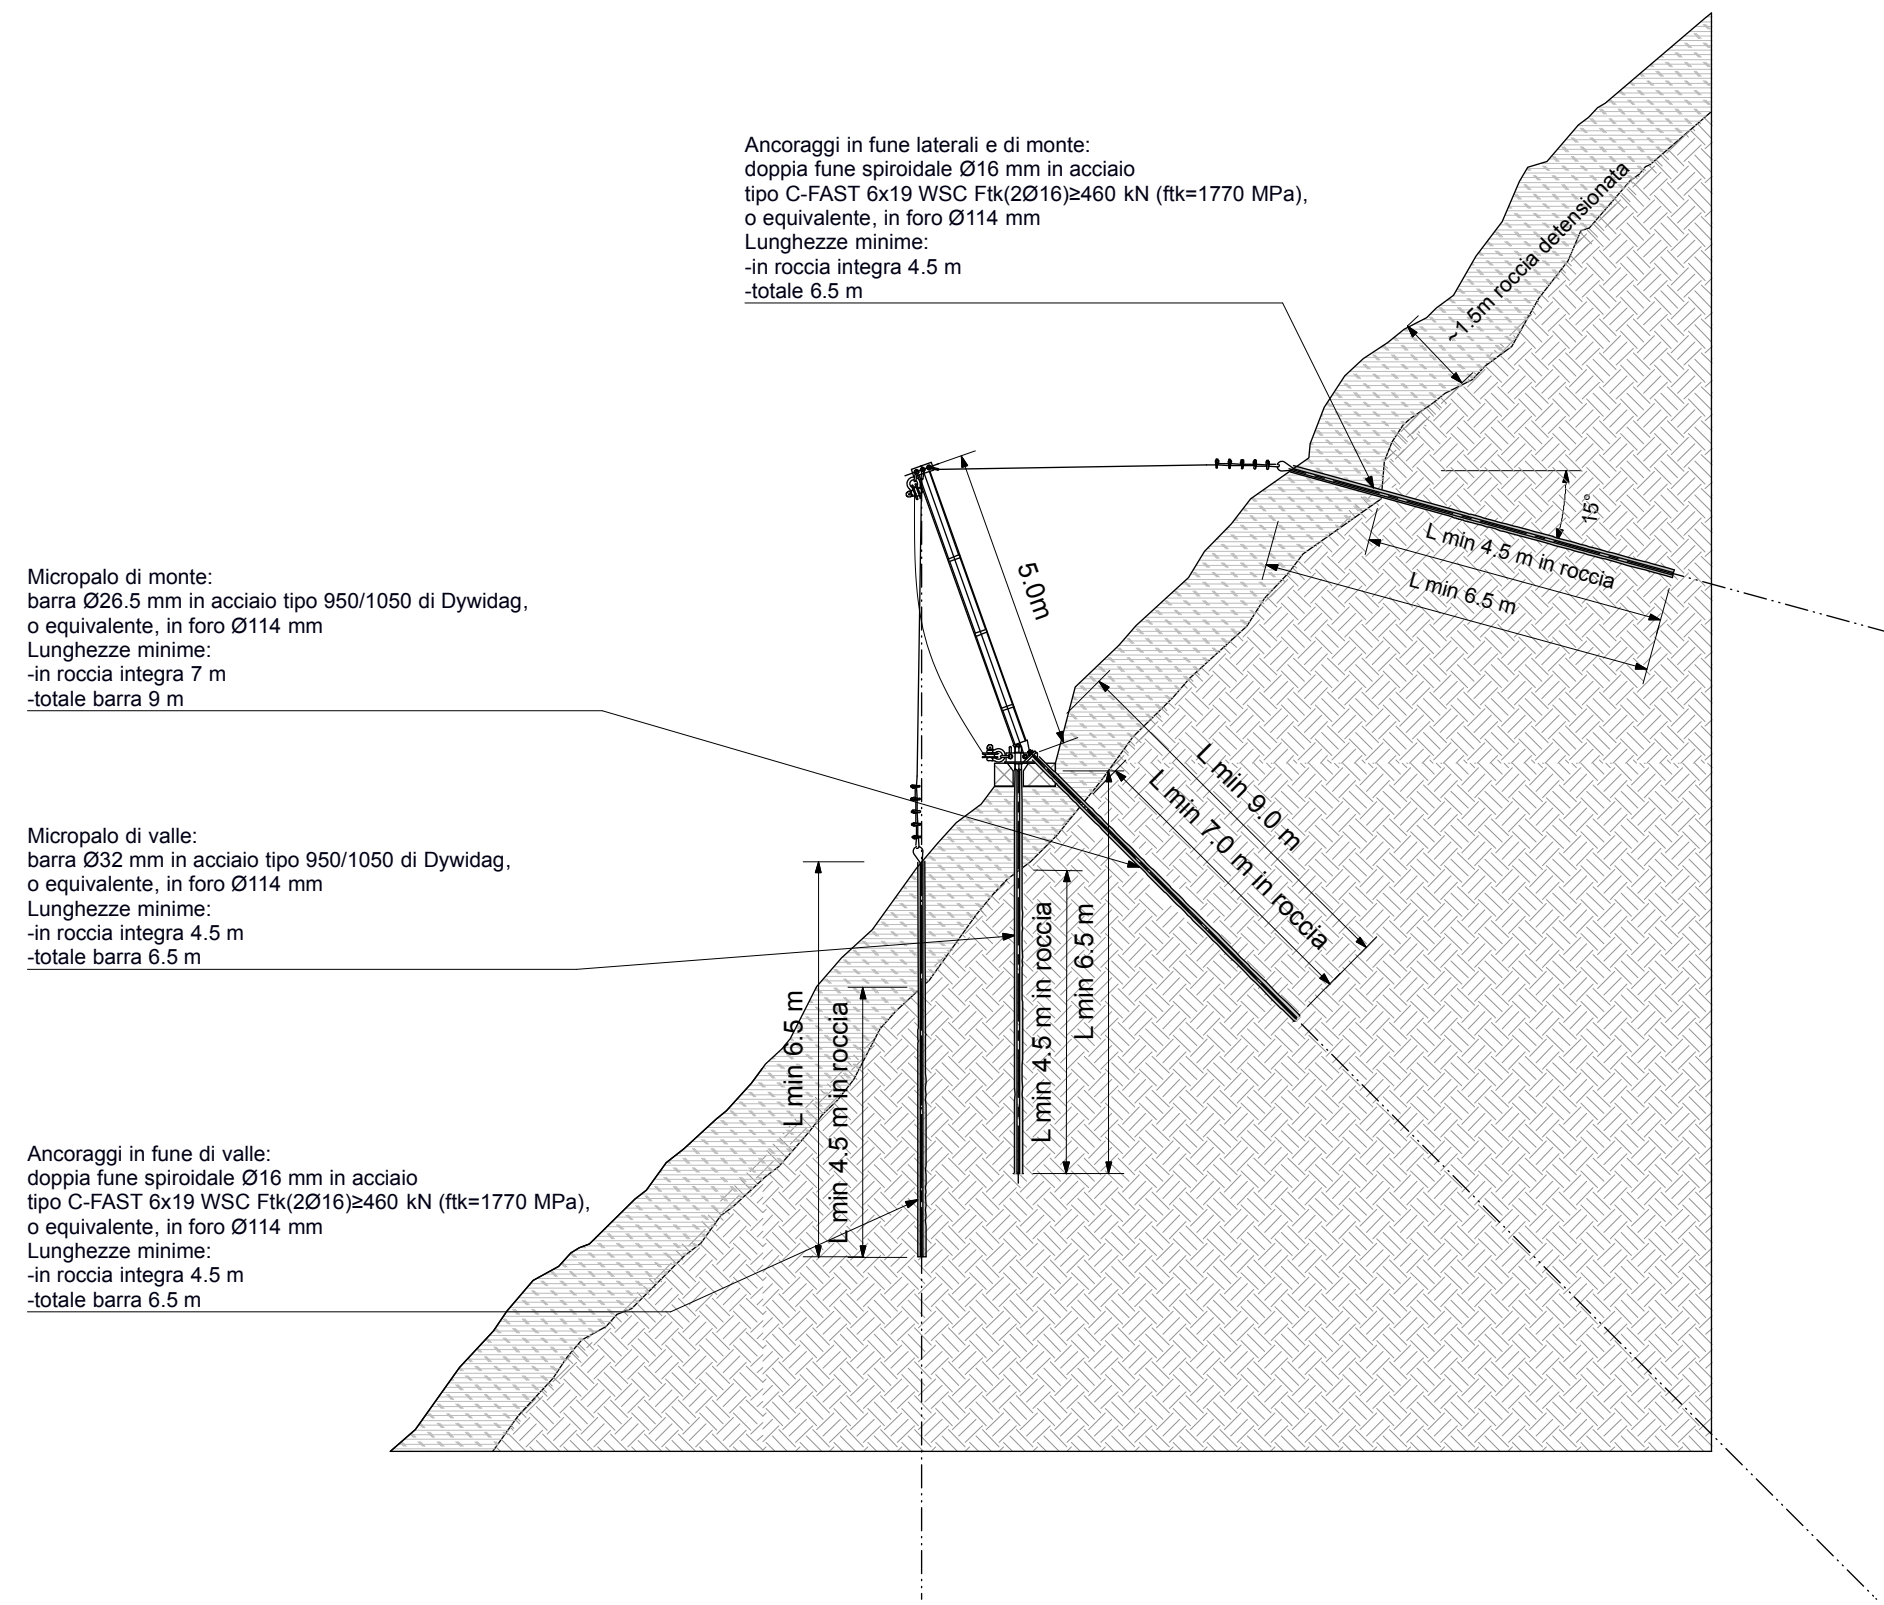 Ancoraggi in fune laterali e di monte:
doppia fune spiroidale Ø16 mm in acciaio
tipo C-FAST 6x19 WSC Ftk(2Ø16)≥460 kN (ftk=1770 MPa),
o equivalente, in foro Ø114 mm
Lunghezze minime:
-in roccia integra 4.5 m
-totale 6.5 m
~1.5m roccia detensionata
15°
L min 4.5 m in roccia
L min 6.5 m
5.0m
Micropalo di monte:
barra Ø26.5 mm in acciaio tipo 950/1050 di Dywidag,
o equivalente, in foro Ø114 mm
Lunghezze minime:
-in roccia integra 7 m
-totale barra 9 m
L min 9.0 m
L min 7.0 m in roccia
Micropalo di valle:
barra Ø32 mm in acciaio tipo 950/1050 di Dywidag,
o equivalente, in foro Ø114 mm
Lunghezze minime:
-in roccia integra 4.5 m
-totale barra 6.5 m
L min 6.5 m
L min 4.5 m in roccia
L min 4.5 m in roccia
L min 6.5 m
Ancoraggi in fune di valle:
doppia fune spiroidale Ø16 mm in acciaio
tipo C-FAST 6x19 WSC Ftk(2Ø16)≥460 kN (ftk=1770 MPa),
o equivalente, in foro Ø114 mm
Lunghezze minime:
-in roccia integra 4.5 m
-totale barra 6.5 m